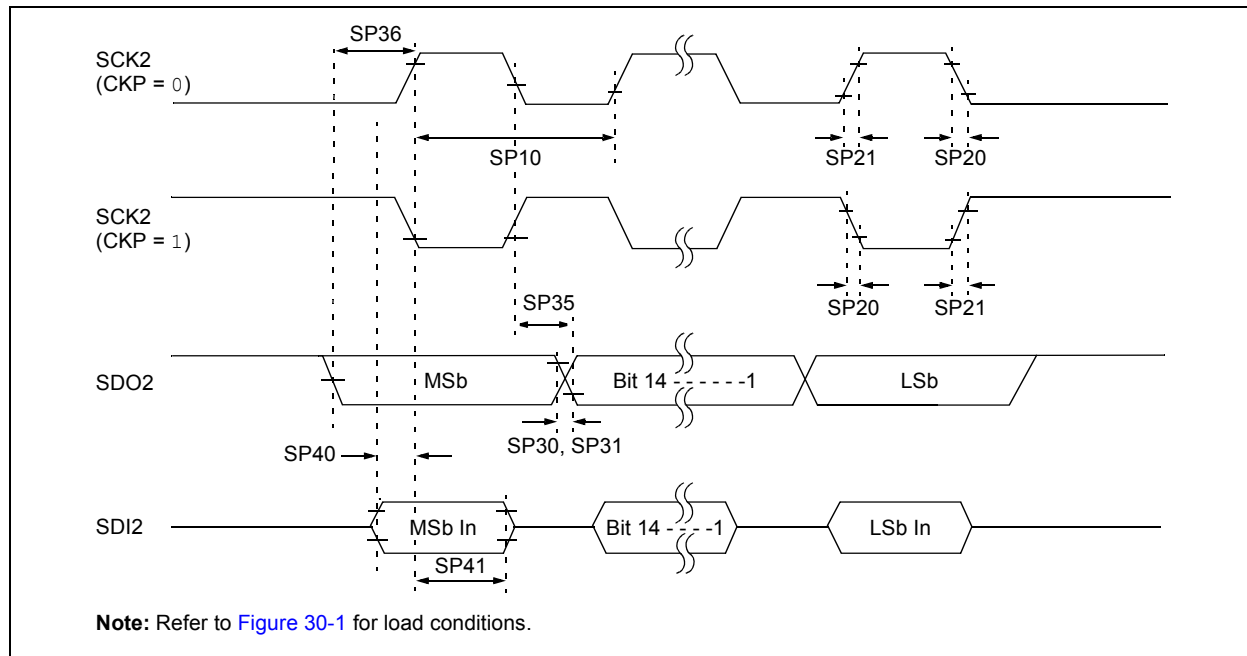 SP36
SCK2
(CKP = 0)
SP10
SP21
SP20
SCK2
(CKP = 1)
SP35
SP20
SP21
SDO2
MSb
Bit 14 - - - - - -1
LSb
SP40
SP30, SP31
SDI2
MSb In
Bit 14 - - - -1
LSb In
SP41
Note: Refer to Figure 30-1 for load conditions.